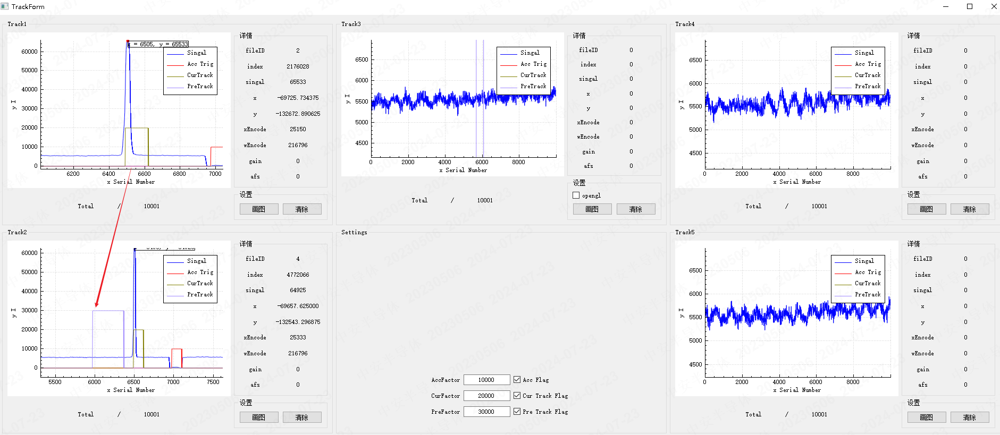 TrackForm
Track1
x = 6505, y = 65533
Singal
Acc Trig
CurTrack
PreTrack
60000
50000
40000
30000
20000
10000
0
y I
6200
6400
6600
6800
7000
x Serial Number
Total / 10001
详情
fileID 2
index 2176028
singal 65533
x -69725.734375
y -132672.890625
xEncode 25150
wEncode 216796
gain 0
afs 0
设置
画图
清除
Track3
Singal
Acc Trig
CurTrack
PreTrack
6500
6000
5500
5000
4500
y I
0
2000
4000
6000
8000
x Serial Number
Total / 10001
详情
fileID 0
index 0
singal 0
x 0
y 0
xEncode 0
wEncode 0
gain 0
afs 0
设置
opengl
画图
清除
Track4
Singal
Acc Trig
CurTrack
PreTrack
6500
6000
5500
5000
4500
y I
0
2000
4000
6000
8000
x Serial Number
Total / 10001
详情
fileID 0
index 0
singal 0
x 0
y 0
xEncode 0
wEncode 0
gain 0
afs 0
设置
画图
清除
Track2
Singal
Acc Trig
CurTrack
PreTrack
60000
50000
40000
30000
20000
10000
0
y I
5500
6000
6500
7000
7500
x Serial Number
Total / 10001
详情
fileID 4
index 4772066
singal 64925
x -69657.625000
y -132543.296875
xEncode 25333
wEncode 216796
gain 0
afs 0
设置
画图
清除
Settings
AccFactor 10000 Acc Flag
CurFactor 20000 Cur Track Flag
PreFactor 30000 Pre Track Flag
Track5
Singal
Acc Trig
CurTrack
PreTrack
6500
6000
5500
5000
4500
y I
0
2000
4000
6000
8000
x Serial Number
Total / 10001
详情
fileID 0
index 0
singal 0
x 0
y 0
xEncode 0
wEncode 0
gain 0
afs 0
设置
画图
清除